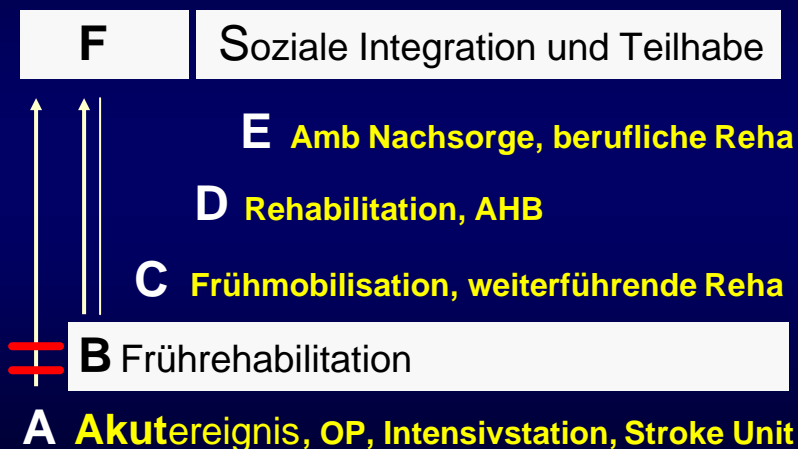 F Soziale Integration und Teilhabe
E Amb Nachsorge, berufliche Reha
D Rehabilitation, AHB
C Frühmobilisation, weiterführende Reha
B Frührehabilitation
A Akutereignis, OP, Intensivstation, Stroke Unit